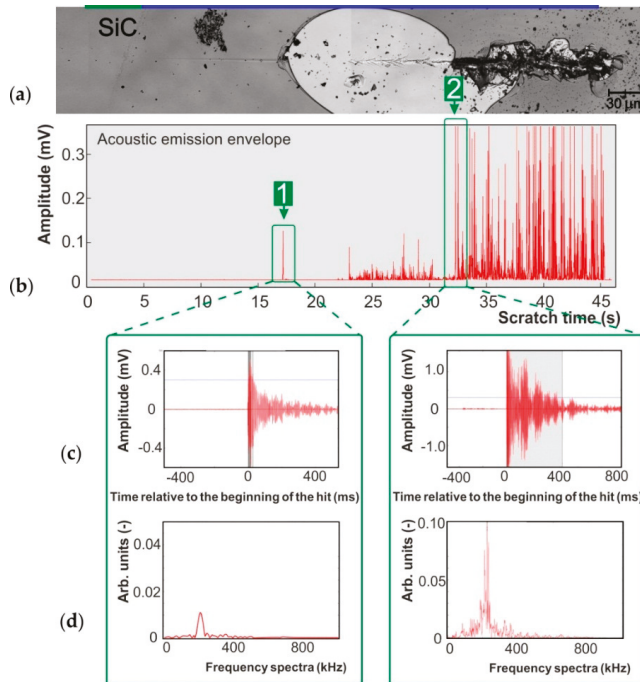 SiC
(a)
30 μm
2
Acoustic emission envelope
Amplitude (mV)
0.3
0.2
0.1
0
1
(b)
0 5 10 15 20 25 30 35 40 45
Scratch time (s)
(c)
Amplitude (mV)
0.4
0
-0.4
-400 0 400
Time relative to the beginning of the hit (ms)
Amplitude (mV)
1.0
0
-1.0
-400 0 400 800
Time relative to the beginning of the hit (ms)
(d)
Arb. units (-)
0.04
0.02
0
0 400 800
Frequency spectra (kHz)
Arb. units (-)
0.10
0.05
0
0 400 800
Frequency spectra (kHz)